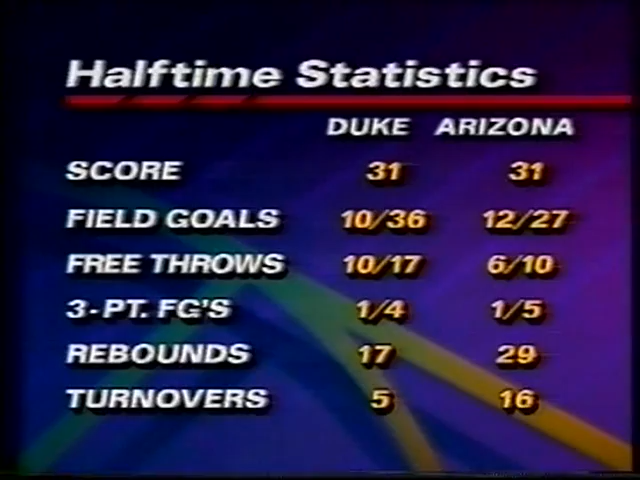 Halftime Statistics
DUKE ARIZONA
SCORE 31 31
FIELD GOALS 10/36 12/27
FREE THROWS 10/17 6/10
3-PT. FG'S 1/4 1/5
REBOUNDS 17 29
TURNOVERS 5 16